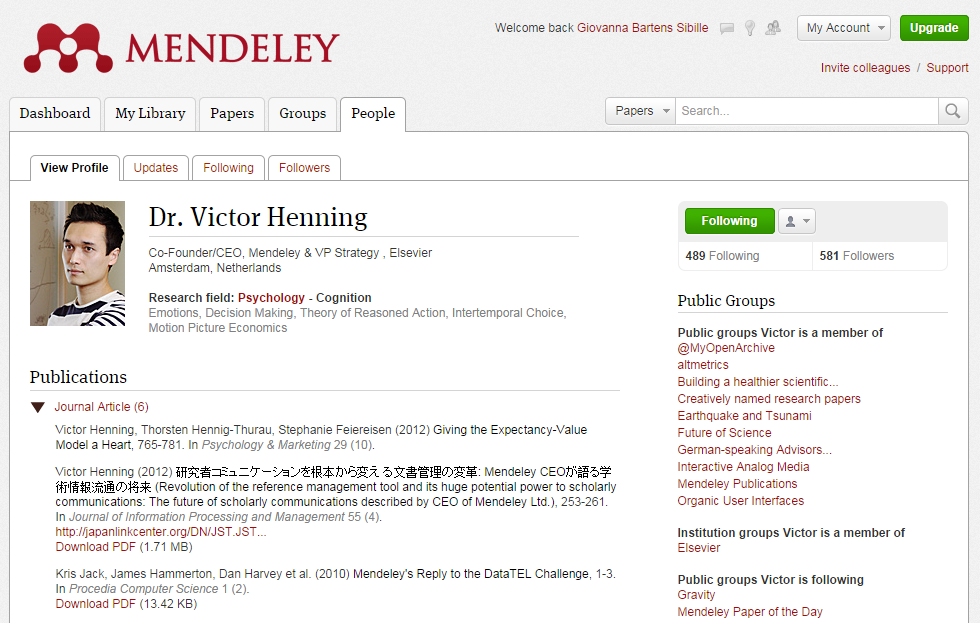 MENDELEY
Welcome back Giovanna Bartens Sibille
My Account
Upgrade
Invite colleagues / Support
Dashboard
My Library
Papers
Groups
People
Papers
Search...
View Profile
Updates
Following
Followers
Dr. Victor Henning
Co-Founder/CEO, Mendeley & VP Strategy , Elsevier
Amsterdam, Netherlands
Research field: Psychology - Cognition
Emotions, Decision Making, Theory of Reasoned Action, Intertemporal Choice,
Motion Picture Economics
Publications
Journal Article (6)
Victor Henning, Thorsten Hennig-Thurau, Stephanie Feiereisen (2012) Giving the Expectancy-Value
Model a Heart, 765-781. In Psychology & Marketing 29 (10).
Victor Henning (2012) 研究者コミュニケーションを根本から変える文書管理の変革: Mendeley CEOが語る学
術情報流通の将来 (Revolution of the reference management tool and its huge potential power to scholarly
communications: The future of scholarly communications described by CEO of Mendeley Ltd.), 253-261.
In Journal of Information Processing and Management 55 (4).
http://japanlinkcenter.org/DN/JST.JST...
Download PDF (1.71 MB)
Kris Jack, James Hammerton, Dan Harvey et al. (2010) Mendeley's Reply to the DataTEL Challenge, 1-3.
In Procedia Computer Science 1 (2).
Download PDF (13.42 KB)
Following
489 Following
581 Followers
Public Groups
Public groups Victor is a member of
@MyOpenArchive
altmetrics
Building a healthier scientific...
Creatively named research papers
Earthquake and Tsunami
Future of Science
German-speaking Advisors...
Interactive Analog Media
Mendeley Publications
Organic User Interfaces
Institution groups Victor is a member of
Elsevier
Public groups Victor is following
Gravity
Mendeley Paper of the Day